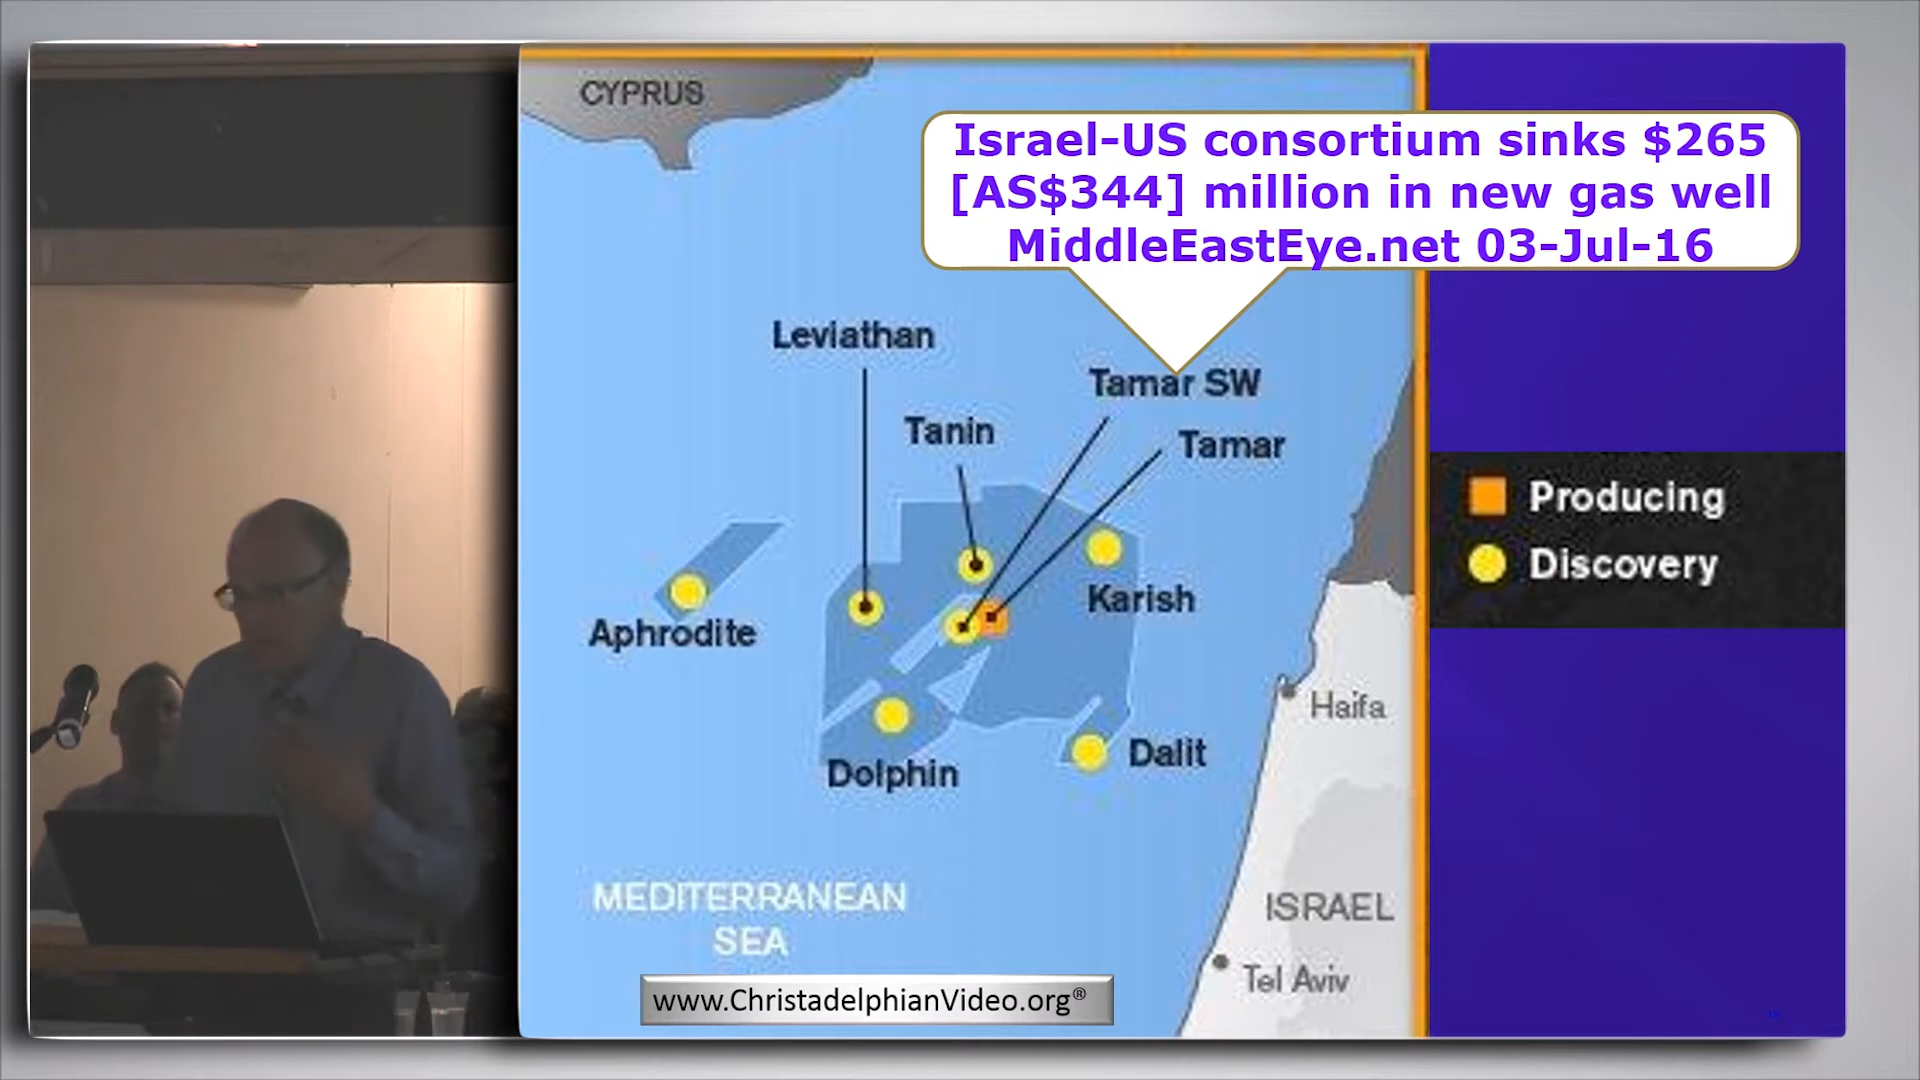 CYPRUS
Israel-US consortium sinks $265
[AS$344] million in new gas well
MiddleEastEye.net 03-Jul-16
Leviathan
Tamar SW
Tanin
Tamar
Producing
Discovery
Karish
Aphrodite
Haifa
Dalit
Dolphin
MEDITERRANEAN
SEA
ISRAEL
Tel Aviv
www.ChristadelphianVideo.org®